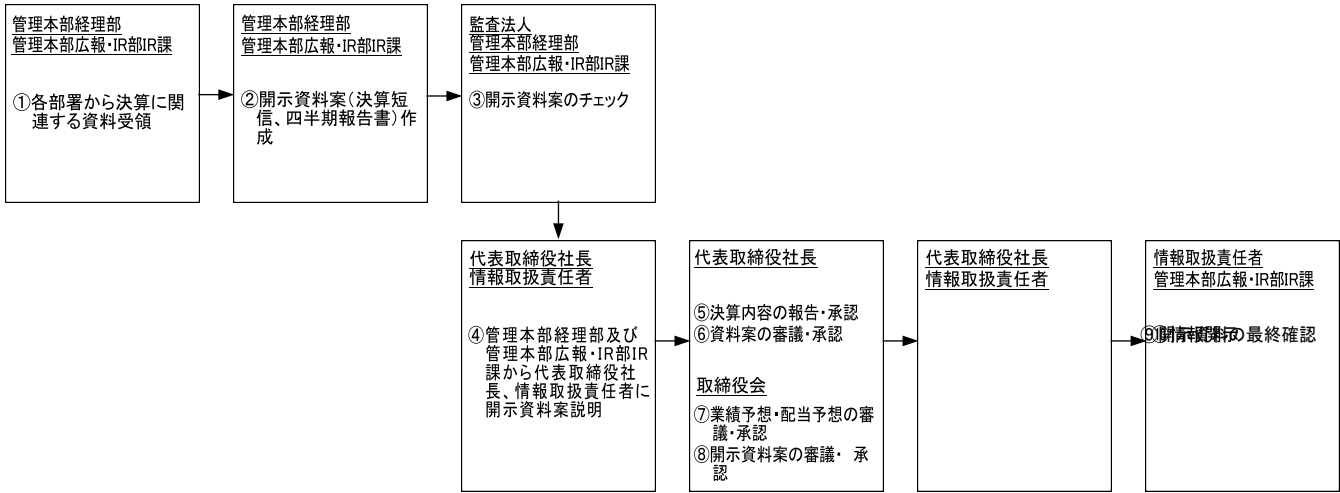 管理本部経理部
管理本部広報・IR部IR課
①各部署から決算に関
連する資料受領
管理本部経理部
管理本部広報・IR部IR課
②開示資料案（決算短
信、四半期報告書）作
成
監査法人
管理本部経理部
管理本部広報・IR部IR課
③開示資料案のチェック
代表取締役社長
情報取扱責任者
④管理本部経理部及び
管理本部広報・IR部IR
課から代表取締役社
長、情報取扱責任者に
開示資料案説明
代表取締役社長
⑤決算内容の報告・承認
⑥資料案の審議・承認
取締役会
⑦業績予想・配当予想の審
議・承認
⑧開示資料案の審議・ 承
認
代表取締役社長
情報取扱責任者
情報取扱責任者
管理本部広報・IR部IR課
の最終確認